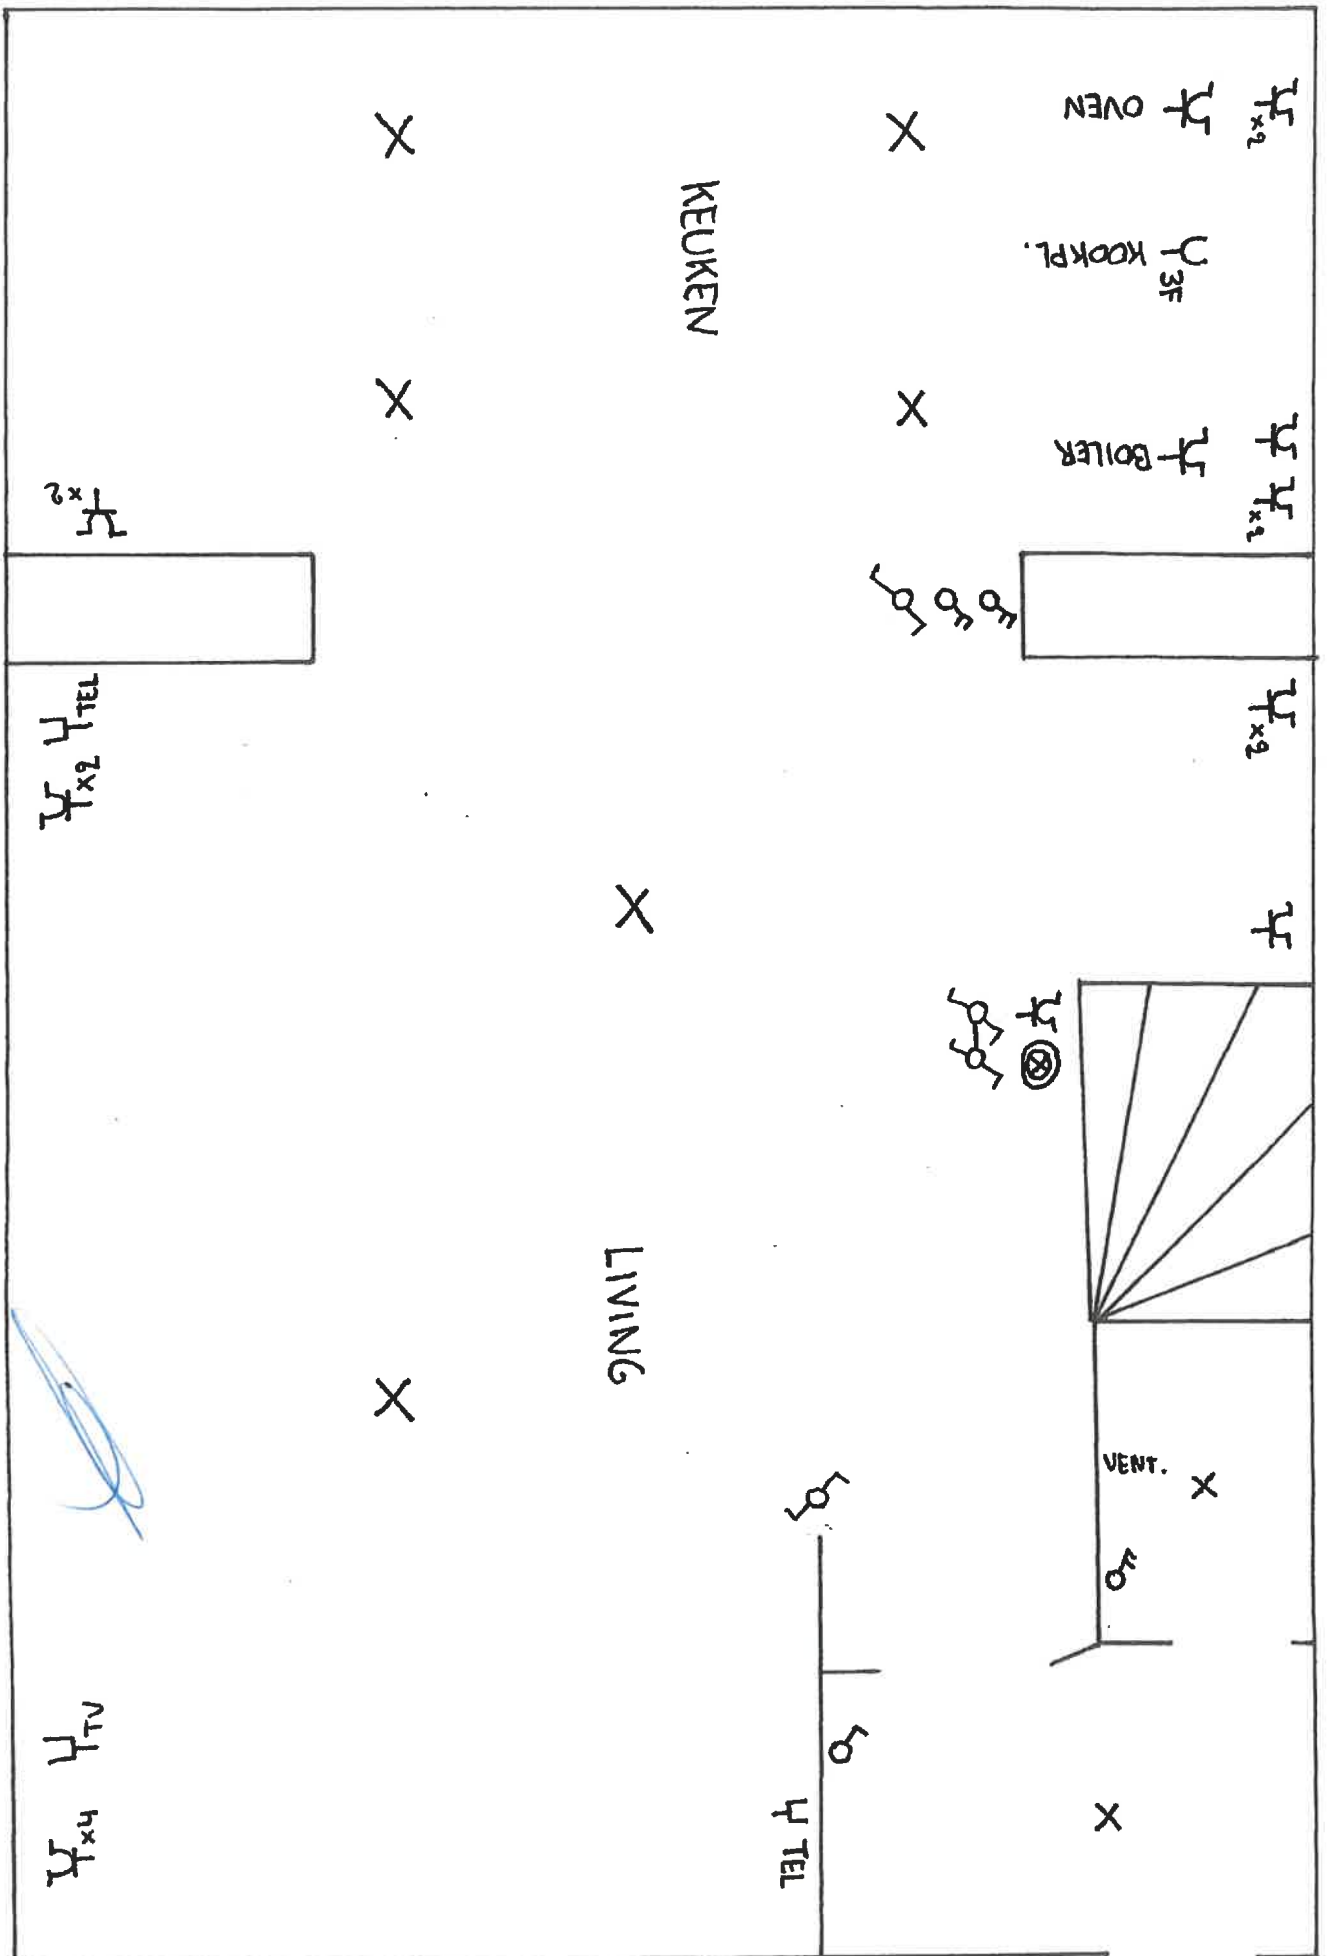 OVEN
x2
KOOKPL.
3F
KEUKEN
BOILER
x2
x2
TEL
x2
x2
LIVING
VENT.
TV
x4
TEL